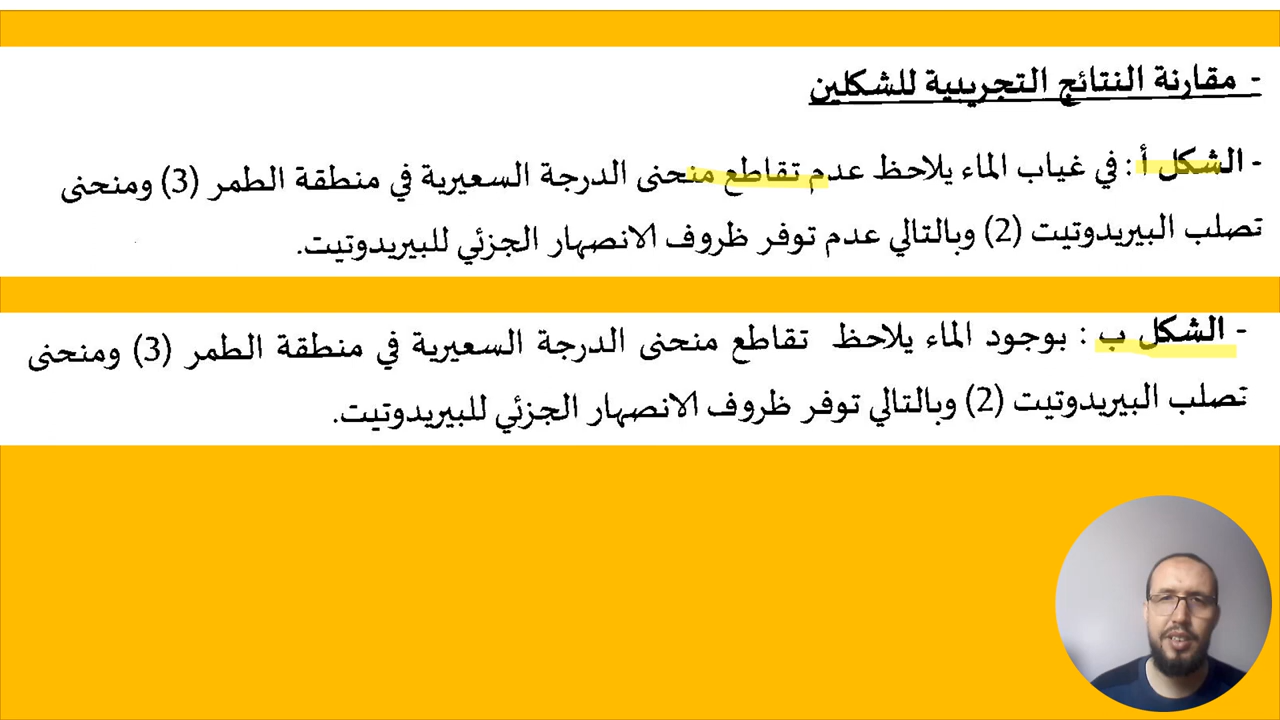 - مقارنة النتائج التجريبية للشكلين
- الشكل أ : في غياب الماء يلاحظ عدم تقاطع منحنى الدرجة السعيرية في منطقة الطمر (3) ومنحنى
تصلب البيريدوتيت (2) وبالتالي عدم توفر ظروف الانصهار الجزئي للبيريدوتيت.
- الشكل ب : بوجود الماء يلاحظ تقاطع منحنى الدرجة السعيرية في منطقة الطمر (3) ومنحنى
تصلب البيريدوتيت (2) وبالتالي توفر ظروف الانصهار الجزئي للبيريدوتيت.